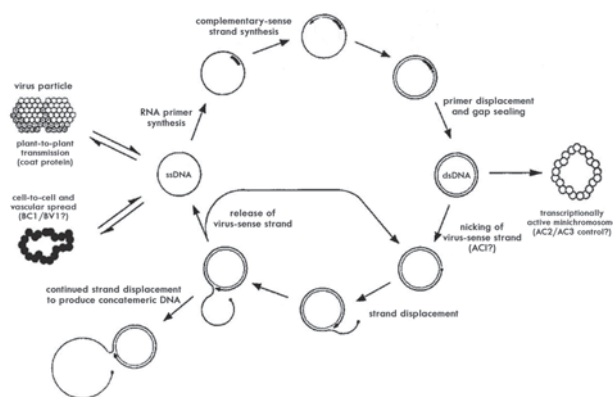 complementary-sense
strand synthesis
virus particle
RNA primer
synthesis
primer displacement
and gap sealing
plant-to-plant
transmission
(coat protein)
ssDNA
dsDNA
cell-to-cell and
vascular spread
(BC1/BV1?)
release of
virus-sense strand
nicking of
virus-sense strand
(ACI?)
transcriptionally
active minichromosom
(AC2/AC3 control?)
continued strand displacement
to produce concatemeric DNA
strand displacement